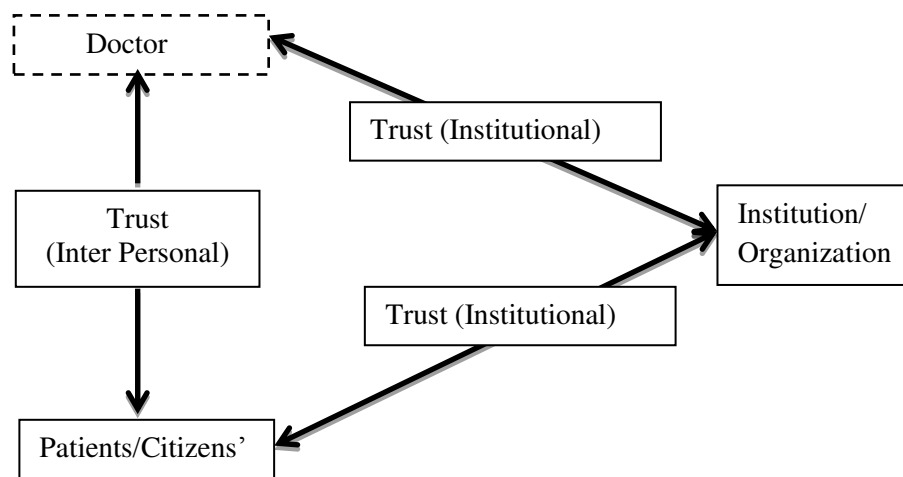 Doctor
Trust (Institutional)
Trust
(Inter Personal)
Institution/
Organization
Trust (Institutional)
Patients/Citizens’